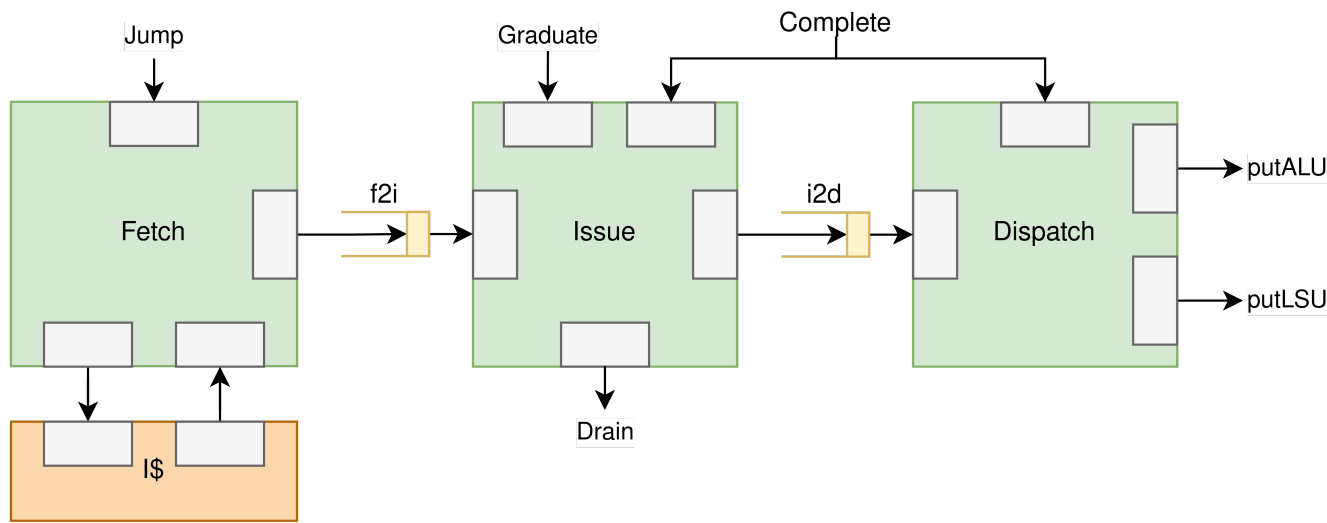 Jump
Graduate
Complete
f2i
i2d
putALU
Fetch
Issue
Dispatch
putLSU
Drain
I$